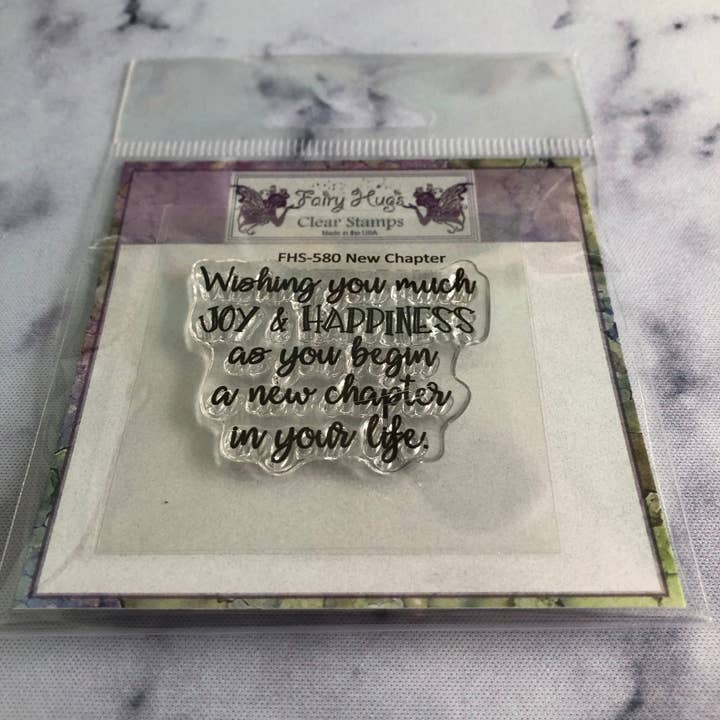 Fairy Hugs
Clear Stamps
Made in the USA
FHS-580 New Chapter
Wishing you much
JOY & HAPPINESS
as you begin
a new chapter
in your life.